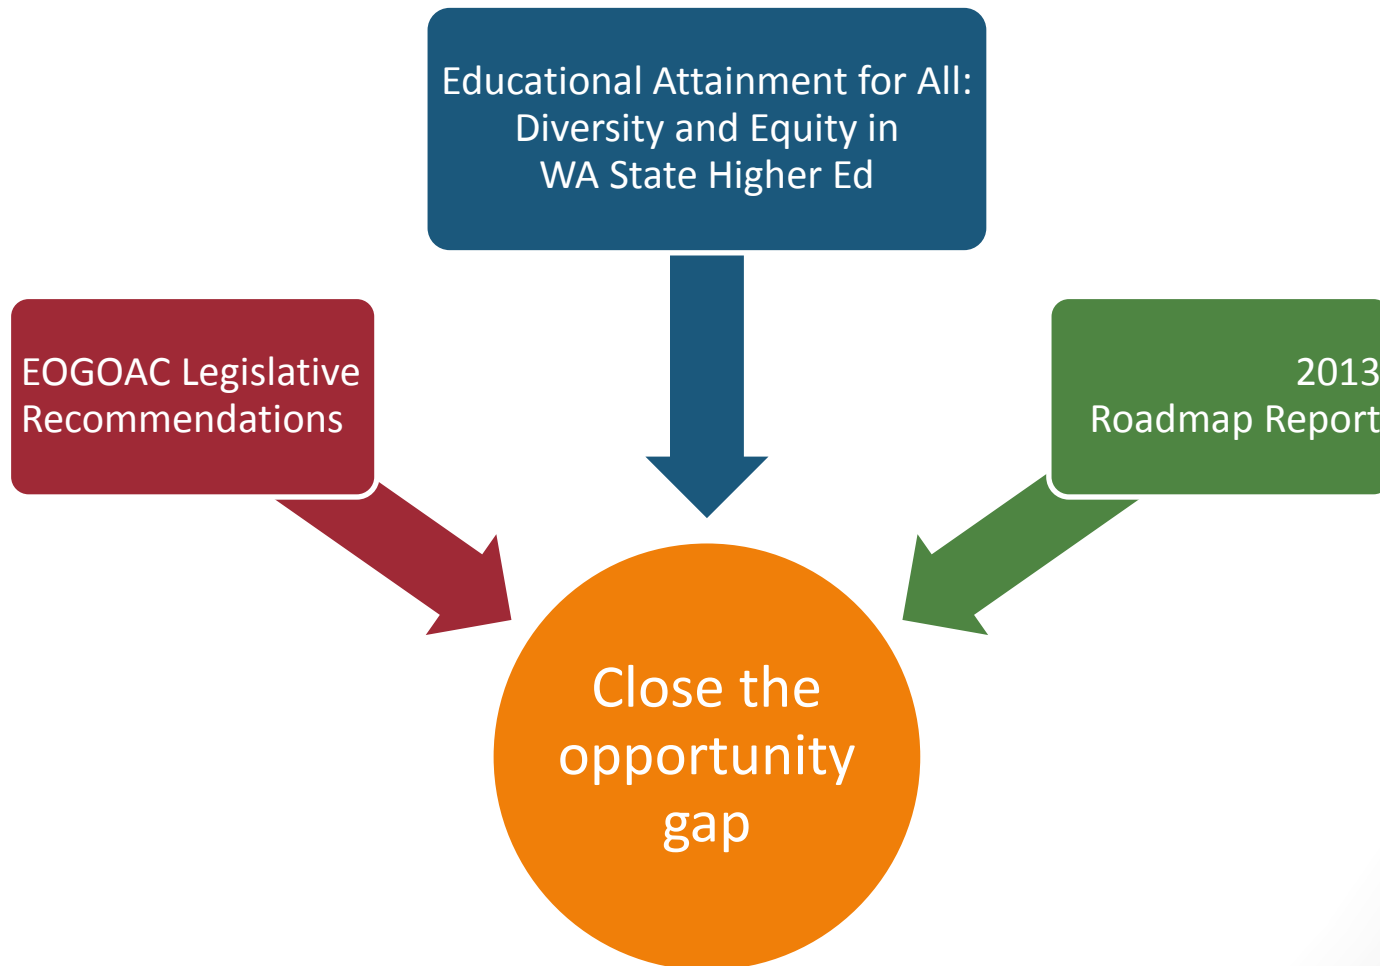 Educational Attainment for All:
Diversity and Equity in
WA State Higher Ed
EOGOAC Legislative
Recommendations
2013
Roadmap Report
Close the
opportunity
gap